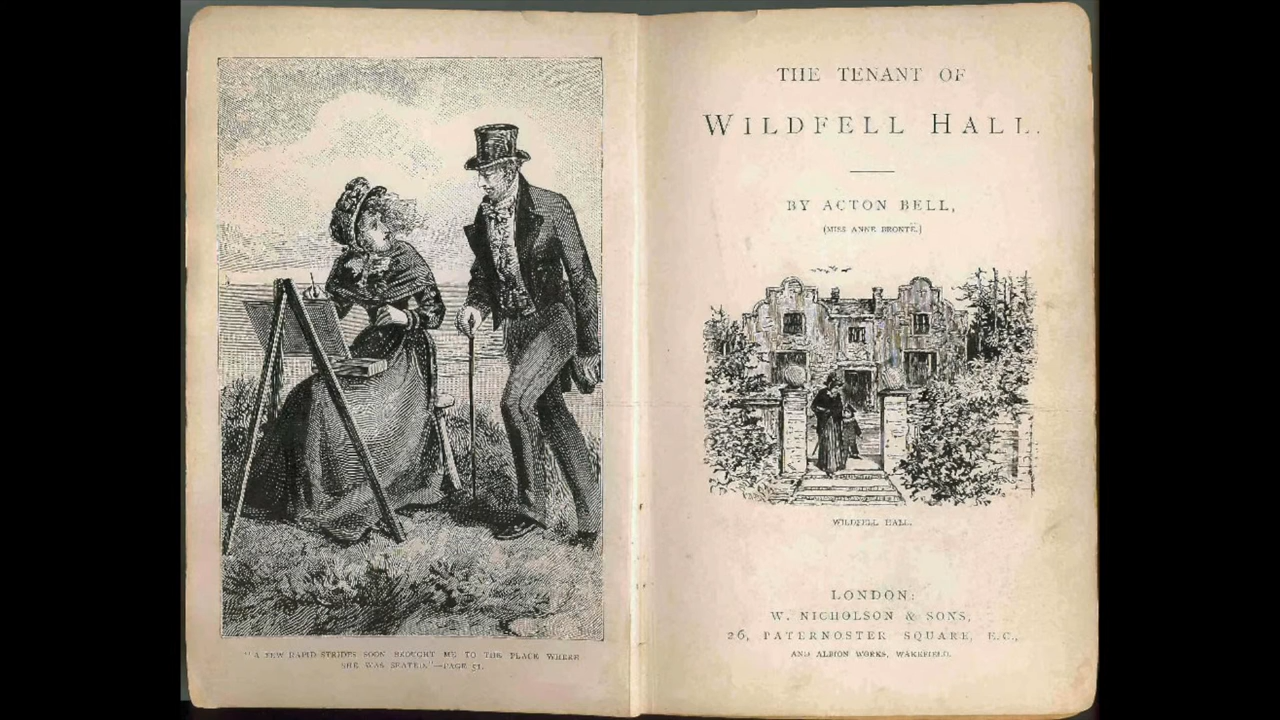 "A FEW RAPID STRIDES SOON BROUGHT ME TO THE PLACE WHERE
SHE WAS SEATED."—PAGE 51.
THE TENANT OF
WILDFELL HALL.
BY ACTON BELL,
(MISS ANNE BRONTË.)
WILDFELL HALL.
LONDON:
W. NICHOLSON & SONS,
26, PATERNOSTER SQUARE, E.C.,
AND ALBION WORKS, WAKEFIELD.